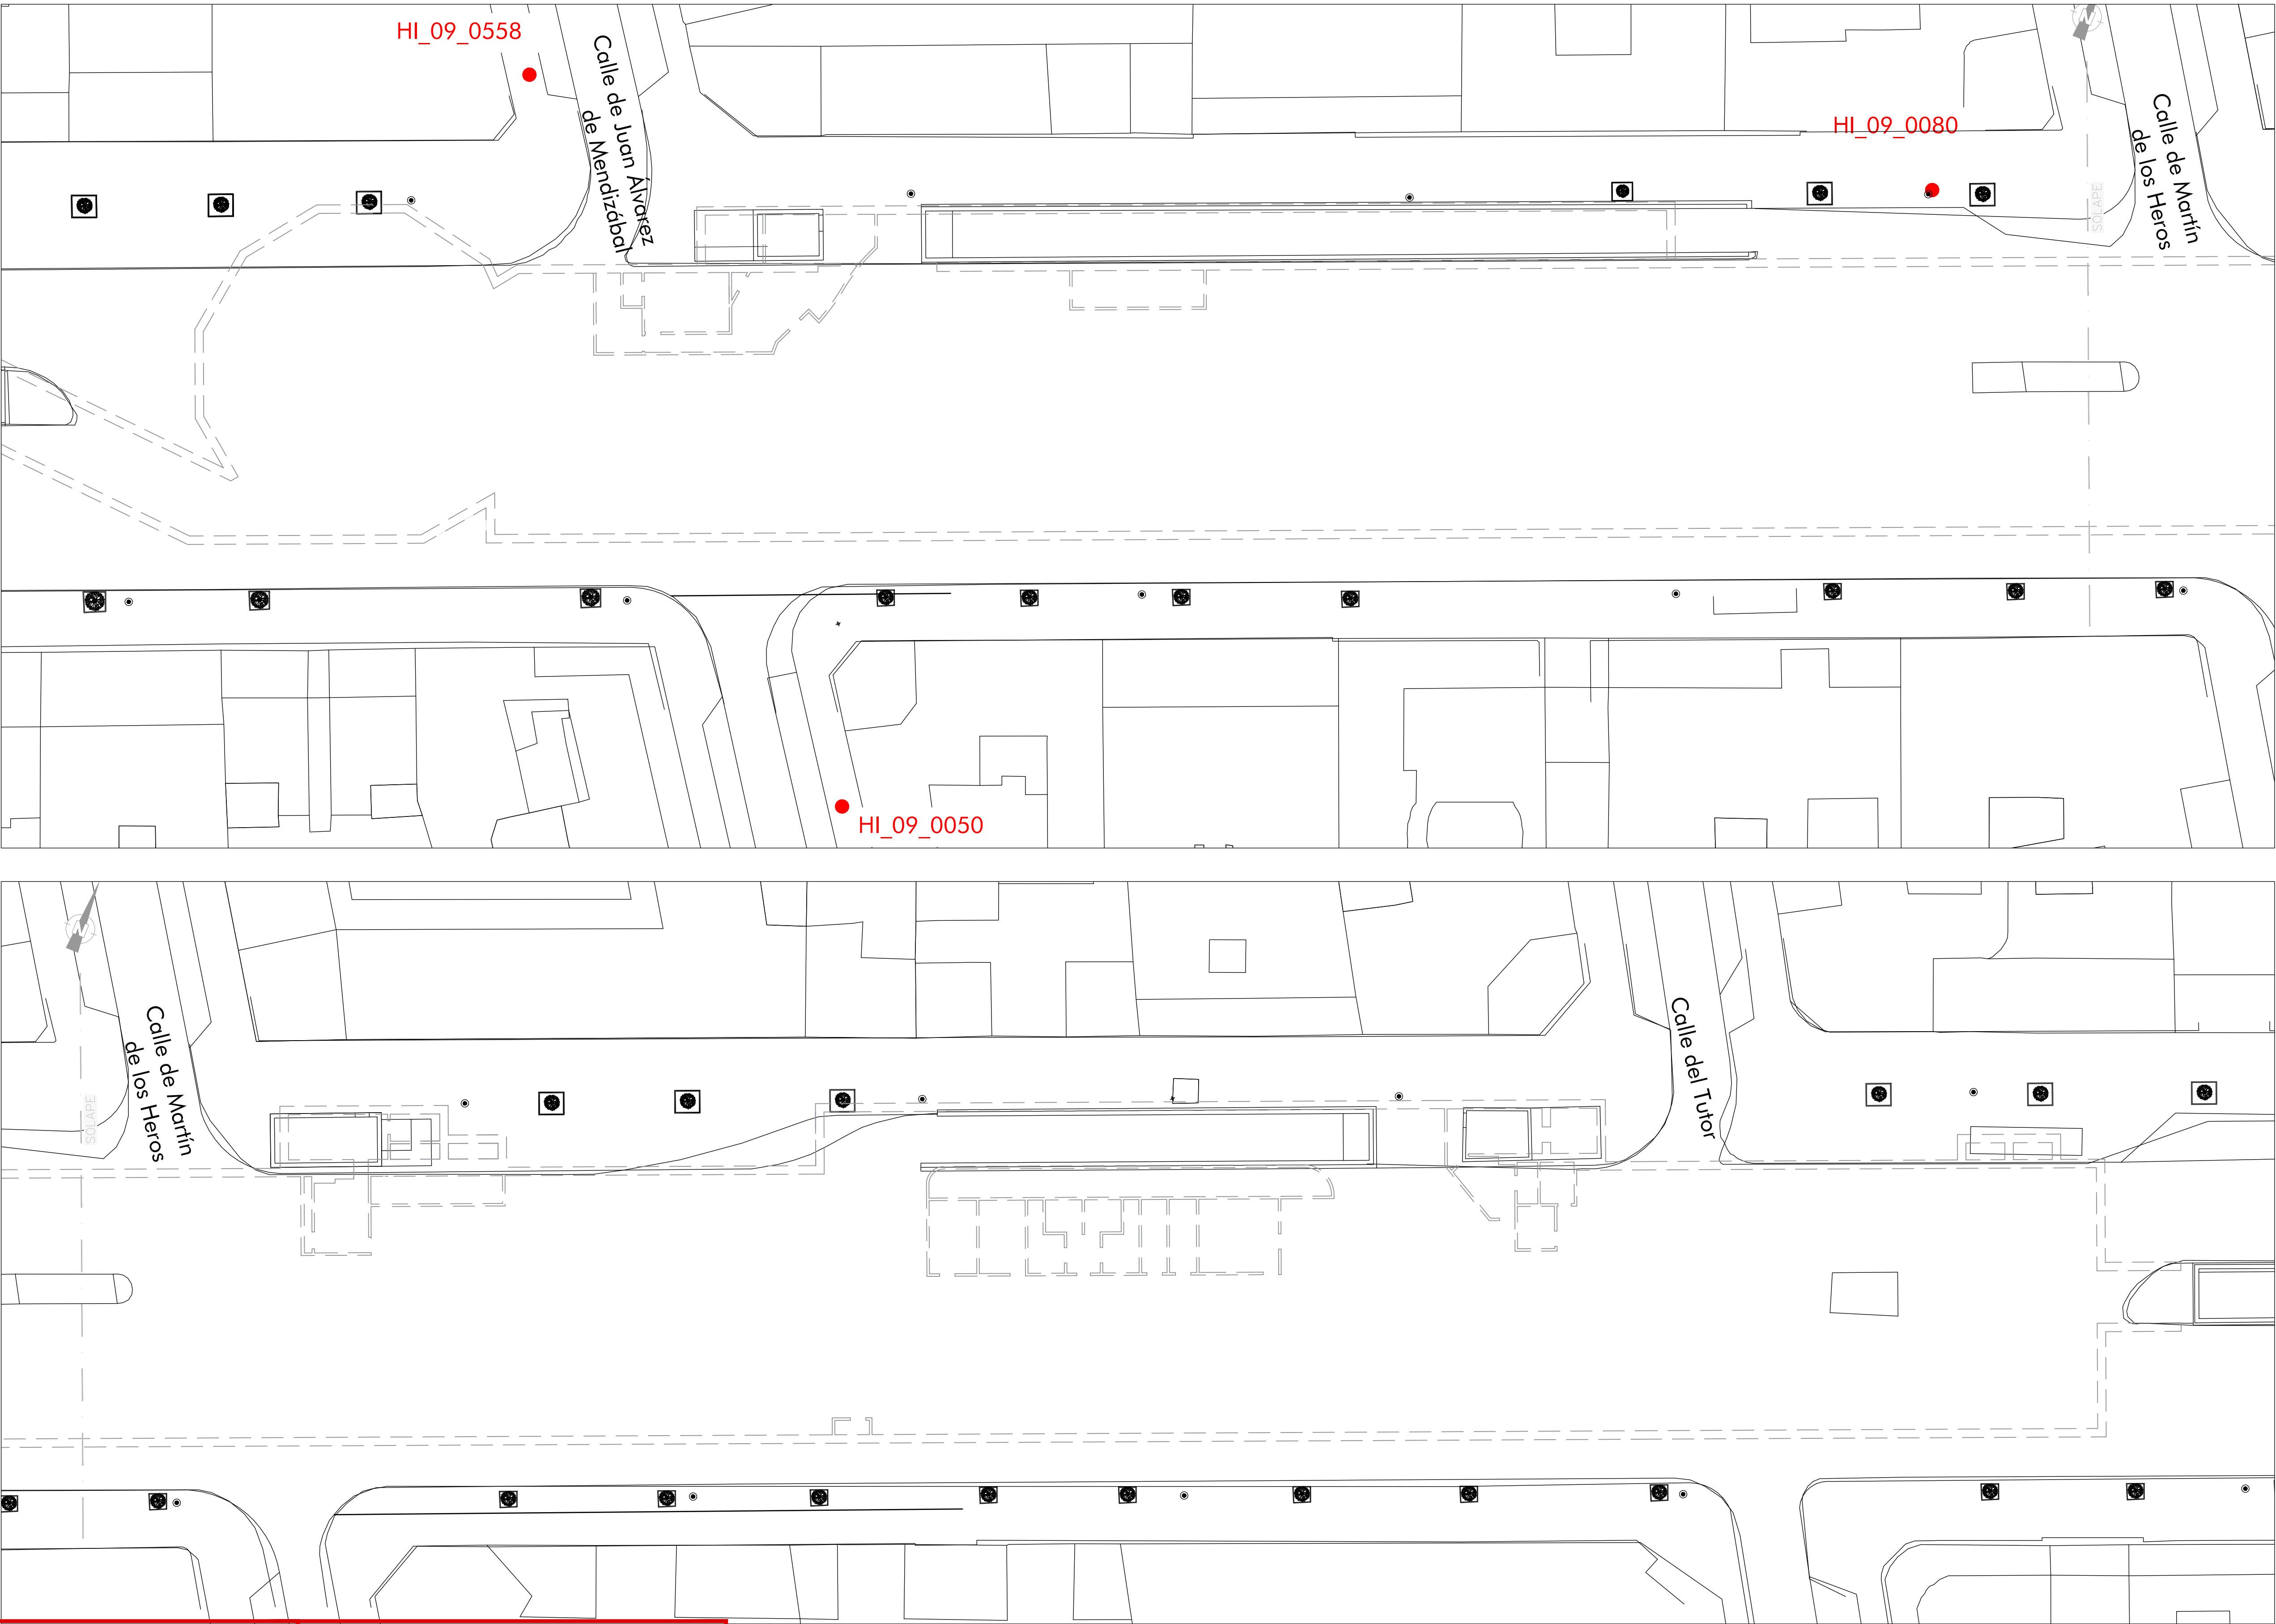 HI_09_0558
Calle de Juan Álvarez
de Mendizábal
N
HI_09_0080
Calle de Martín
de los Heros
SOLAPE
HI_09_0050
N
Calle de Martín
de los Heros
SOLAPE
Calle del Tutor